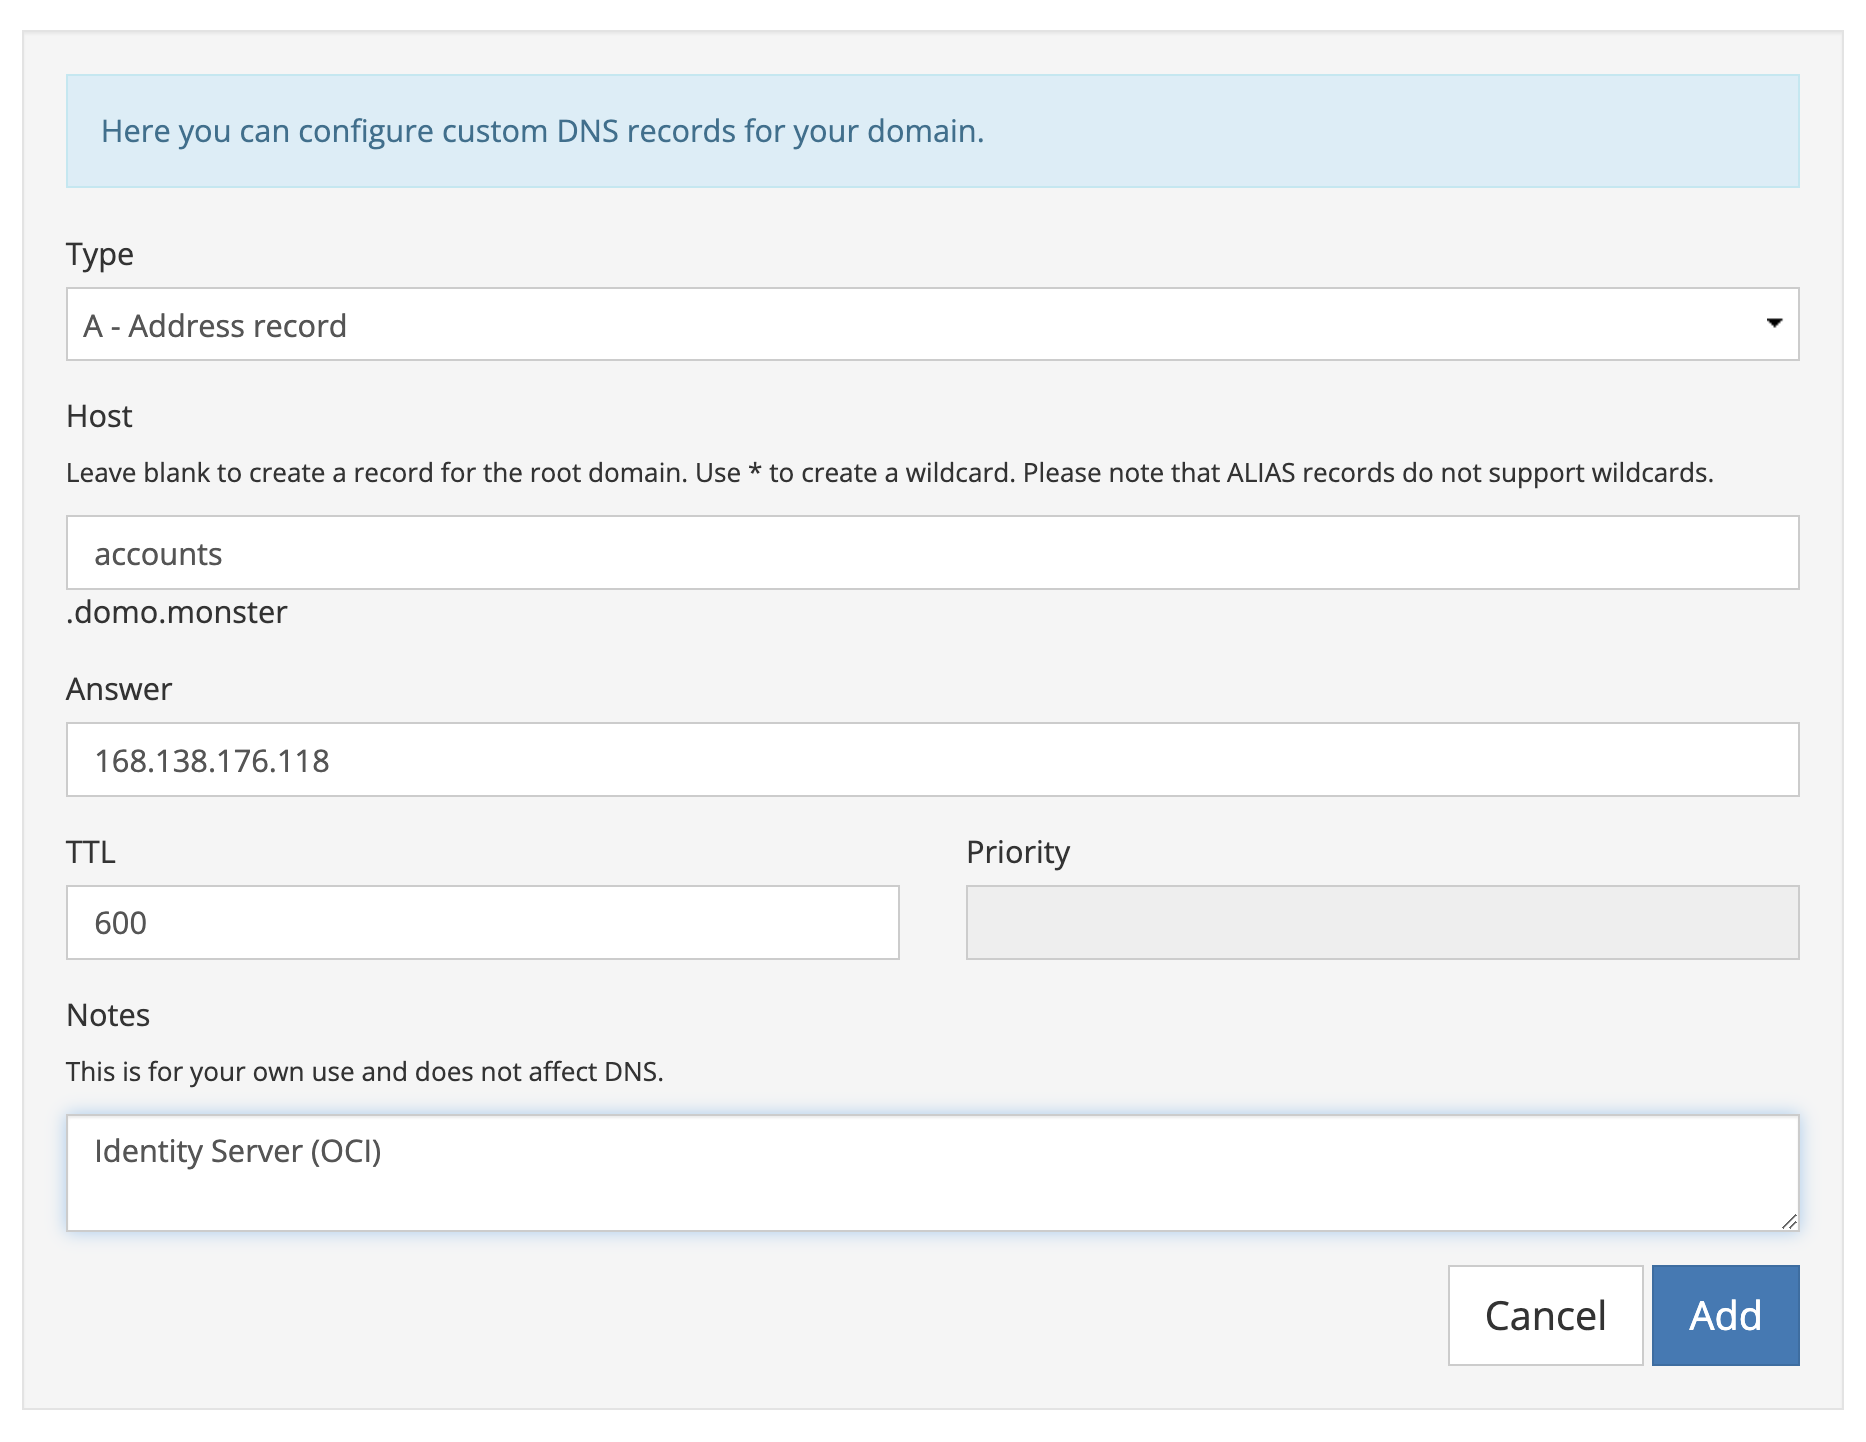 Here you can configure custom DNS records for your domain.
Type
A - Address record
Host
Leave blank to create a record for the root domain. Use * to create a wildcard. Please note that ALIAS records do not support wildcards.
accounts
.domo.monster
Answer
168.138.176.118
TTL
Priority
600
Notes
This is for your own use and does not affect DNS.
Identity Server (OCI)
Cancel
Add